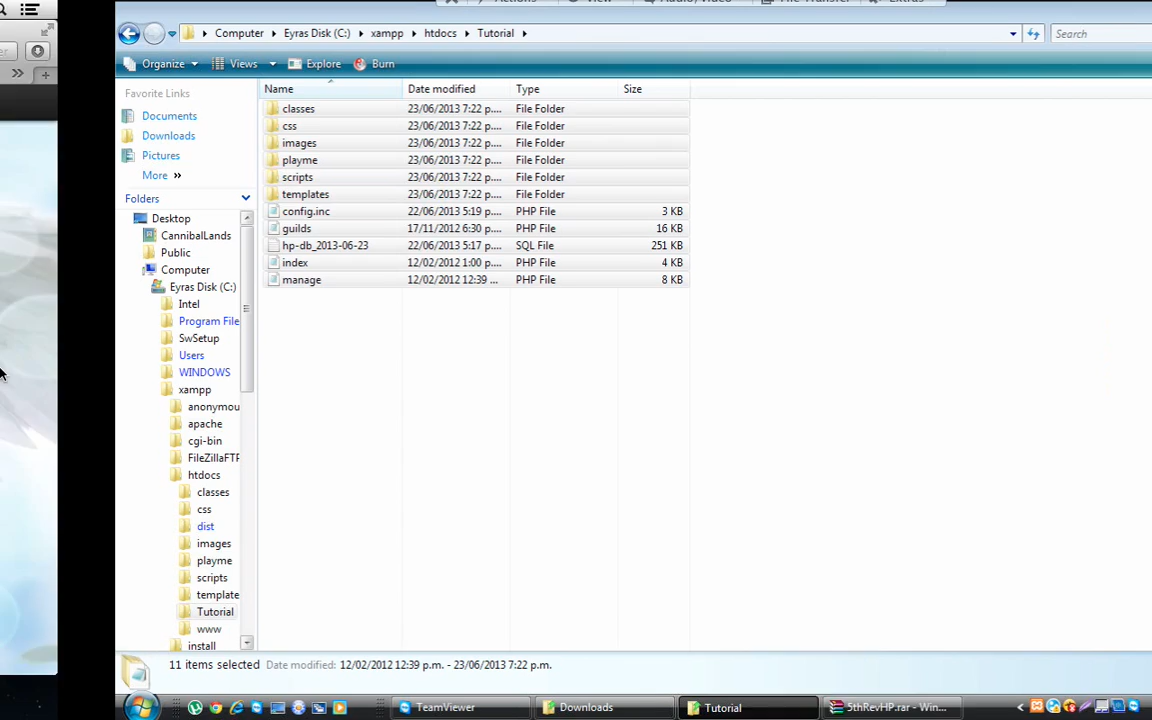 Actions View Audio/Video File Transfer Extras
Computer Eyras Disk (C:) xampp htdocs Tutorial
Search
Organize Views Explore Burn
Favorite Links
Documents
Downloads
Pictures
More »
Folders
Desktop
CannibalLands
Public
Computer
Eyras Disk (C:)
Intel
Program File
SwSetup
Users
WINDOWS
xampp
anonymou
apache
cgi-bin
FileZillaFTF
htdocs
classes
css
dist
images
playme
scripts
template
Tutorial
www
install
Name Date modified Type Size
classes 23/06/2013 7:22 p.... File Folder
css 23/06/2013 7:22 p.... File Folder
images 23/06/2013 7:22 p.... File Folder
playme 23/06/2013 7:22 p.... File Folder
scripts 23/06/2013 7:22 p.... File Folder
templates 23/06/2013 7:22 p.... File Folder
config.inc 22/06/2013 5:19 p.... PHP File 3 KB
guilds 17/11/2012 6:30 p.... PHP File 16 KB
hp-db_2013-06-23 22/06/2013 5:17 p.... SQL File 251 KB
index 12/02/2012 1:00 p.... PHP File 4 KB
manage 12/02/2012 12:39 ... PHP File 8 KB
11 items selected Date modified: 12/02/2012 12:39 p.m. - 23/06/2013 7:22 p.m.
TeamViewer Downloads Tutorial 5thRevHP.rar - Win...